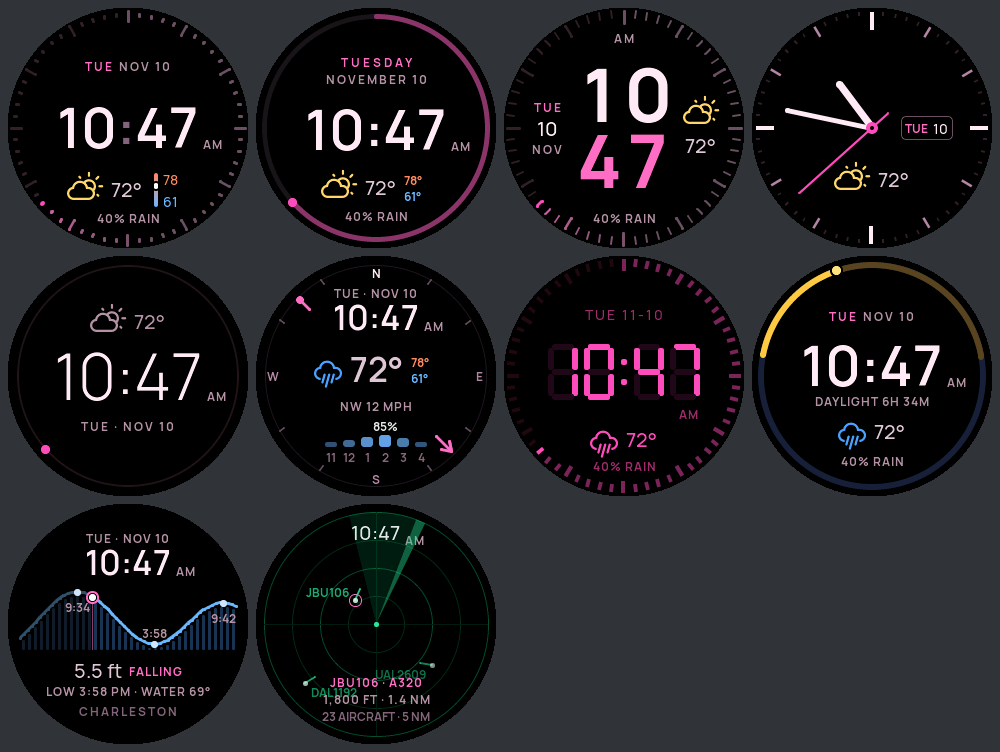 TUE NOV 10
10:47 AM
72°
78
61
40% RAIN
TUESDAY
NOVEMBER 10
10:47 AM
72°
78°
61°
40% RAIN
AM
TUE
10
NOV
10
47
72°
40% RAIN
TUE 10
72°
72°
10:47 AM
TUE · NOV 10
N
TUE · NOV 10
10:47 AM
W
E
72°
78°
61°
NW 12 MPH
85%
11 12 1 2 3 4
S
TUE 11-10
10:47
AM
72°
40% RAIN
TUE NOV 10
10:47 AM
DAYLIGHT 6H 34M
72°
40% RAIN
TUE · NOV 10
10:47 AM
9:34
3:58
9:42
5.5 ft FALLING
LOW 3:58 PM · WATER 69°
CHARLESTON
10:47 AM
JBU106
UAL2609
JBU106 · A320
DAL1192
1,800 FT · 1.4 NM
23 AIRCRAFT · 5 NM